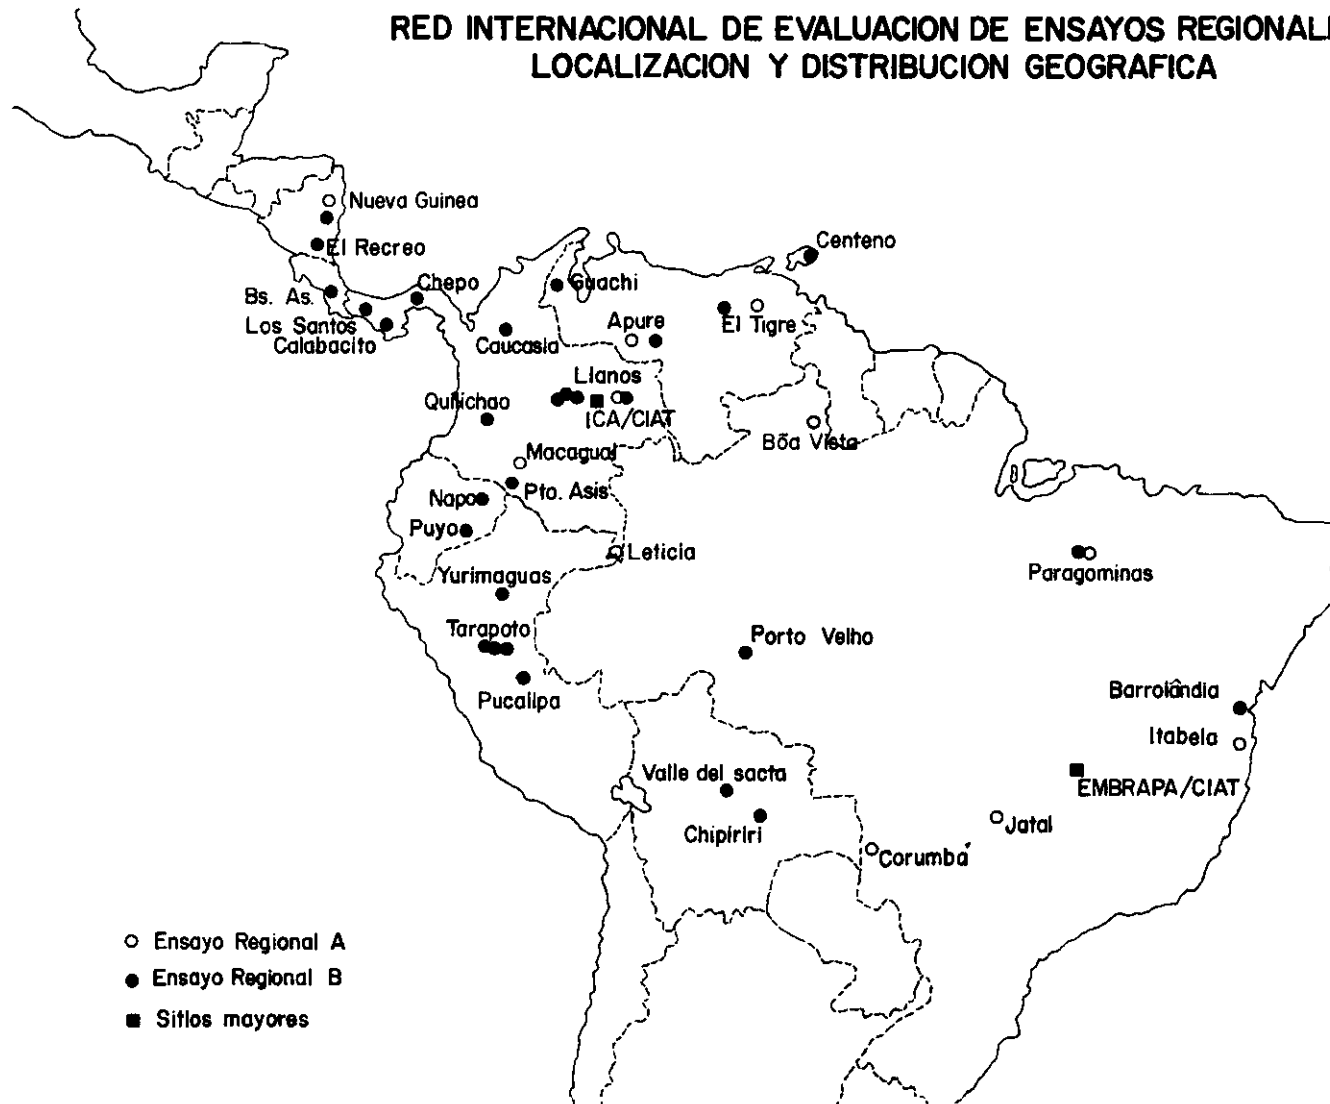 RED INTERNACIONAL DE EVALUACION DE ENSAYOS REGIONAL
LOCALIZACION Y DISTRIBUCION GEOGRAFICA
Nueva Guinea
El Recreo
Centeno
Chepo
Guachi
Bs. As.
Los Santos
Calabacito
Apure
El Tigre
Caucasia
Llanos
Quilichao
ICA/CIAT
Bõa Vista
Macagual
Napo
Pto. Asis
Puyo
Leticia
Yurimaguas
Paragominas
Tarapoto
Porto Velho
Pucallpa
Barrolândia
Itabela
Valle del sacta
EMBRAPA/CIAT
Chipiriri
Jatai
Corumbá
Ensayo Regional A
Ensayo Regional B
Sitios mayores